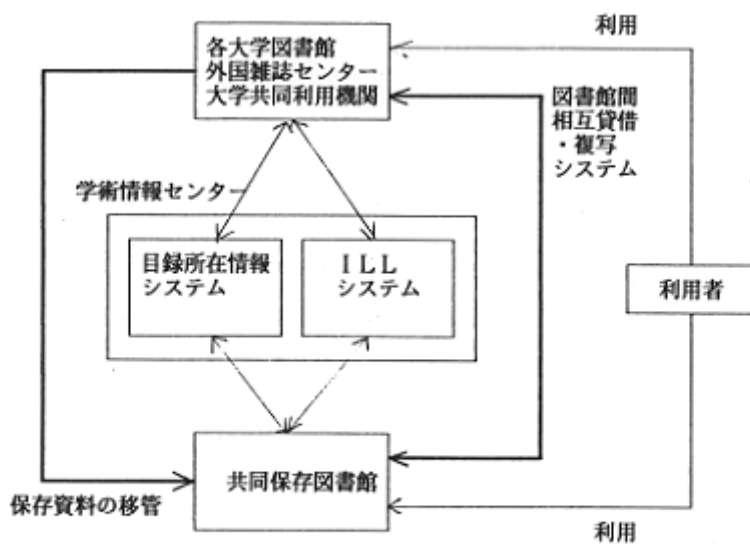 利用
各大学図書館
外国雑誌センター
大学共同利用機関
図書館間
相互貸借
・複写
システム
学術情報センター
目録所在情報
システム
ＩＬＬ
システム
利用者
共同保存図書館
保存資料の移管
利用